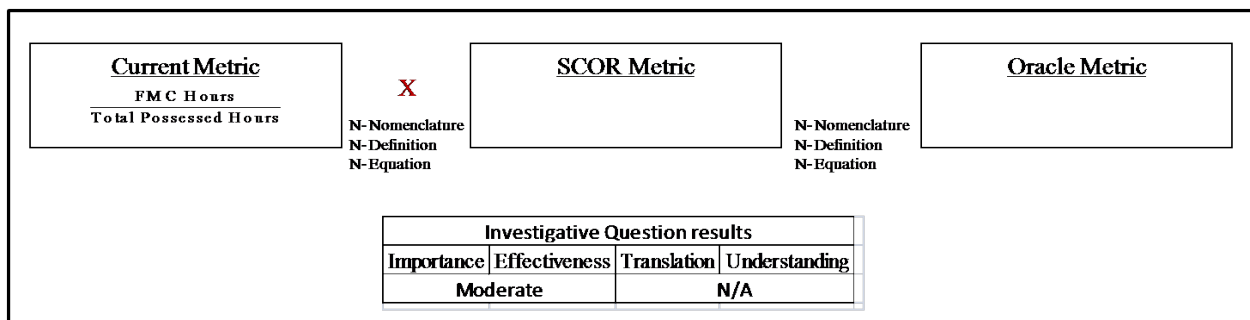 Current Metric
FMC Hours
Total Possessed Hours
X
N-Nomenclature
N-Definition
N-Equation
SCOR Metric
N-Nomenclature
N-Definition
N-Equation
Oracle Metric
Investigative Question results
Importance Effectiveness Translation Understanding
Moderate N/A